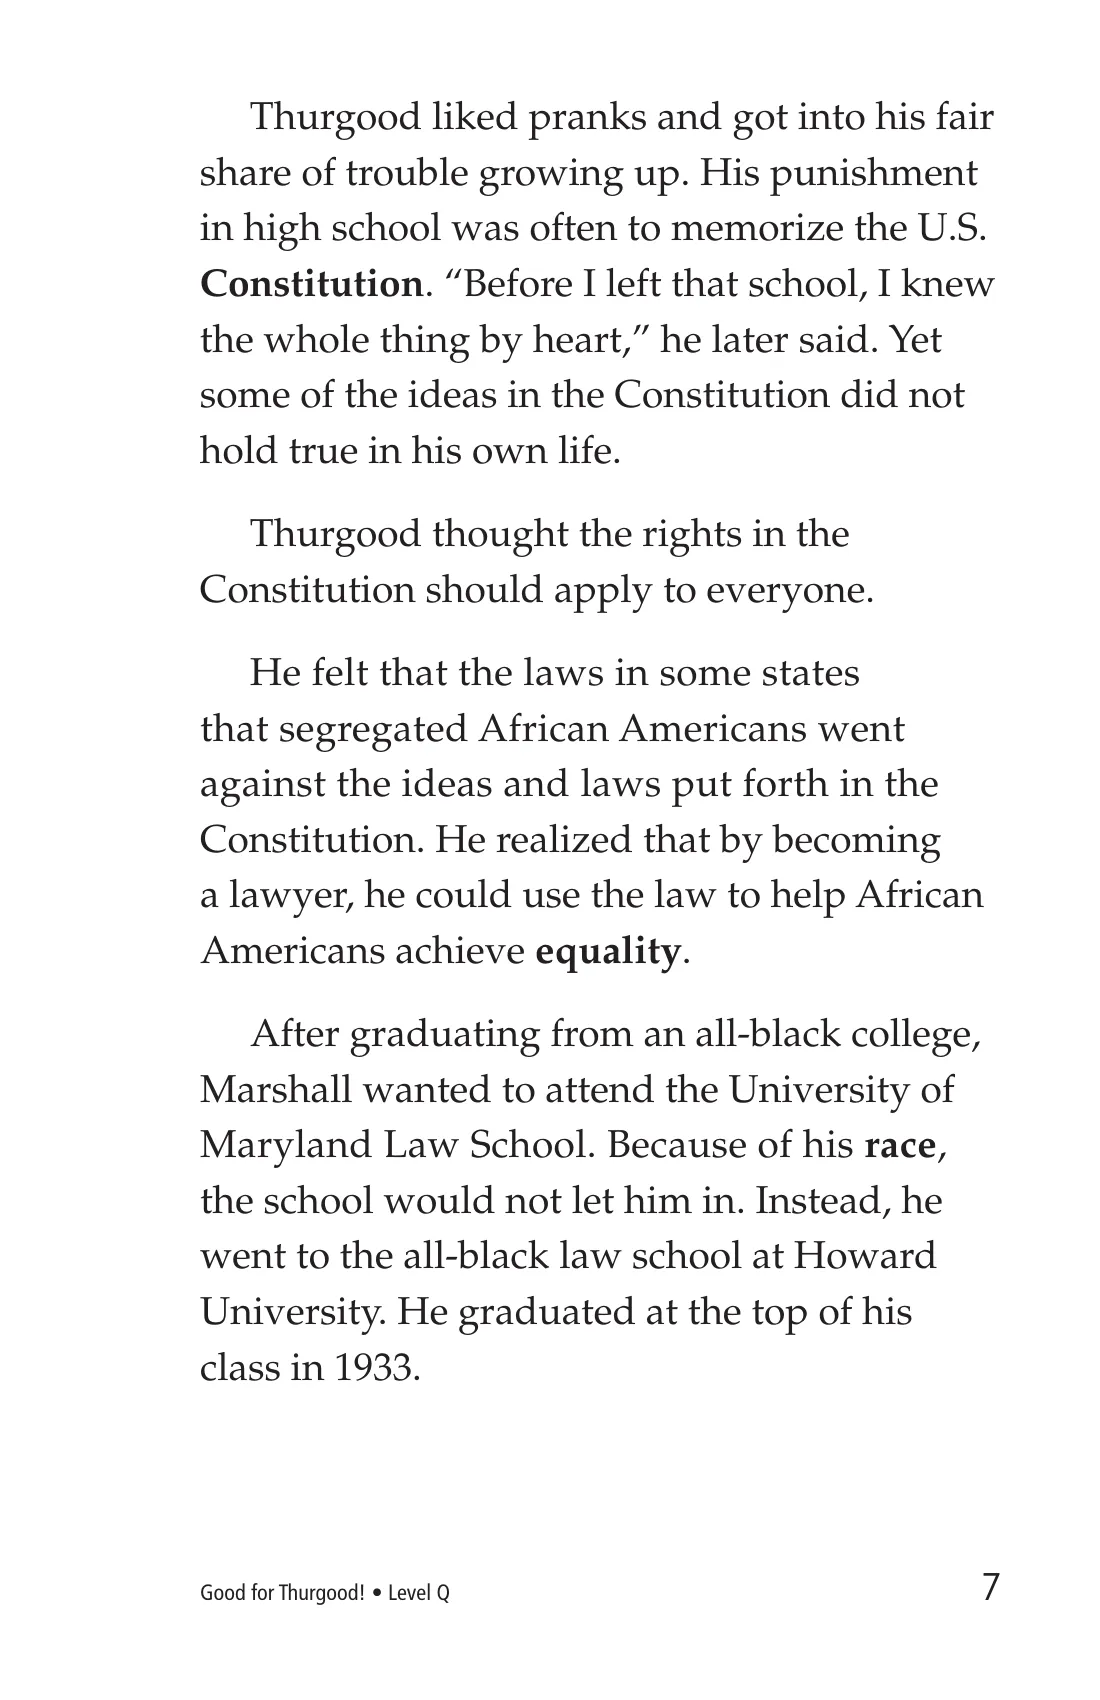 Thurgood liked pranks and got into his fair
share of trouble growing up. His punishment
in high school was often to memorize the U.S.
Constitution. “Before I left that school, I knew
the whole thing by heart,” he later said. Yet
some of the ideas in the Constitution did not
hold true in his own life.
Thurgood thought the rights in the
Constitution should apply to everyone.
He felt that the laws in some states
that segregated African Americans went
against the ideas and laws put forth in the
Constitution. He realized that by becoming
a lawyer, he could use the law to help African
Americans achieve equality.
After graduating from an all-black college,
Marshall wanted to attend the University of
Maryland Law School. Because of his race,
the school would not let him in. Instead, he
went to the all-black law school at Howard
University. He graduated at the top of his
class in 1933.
Good for Thurgood! • Level Q
7